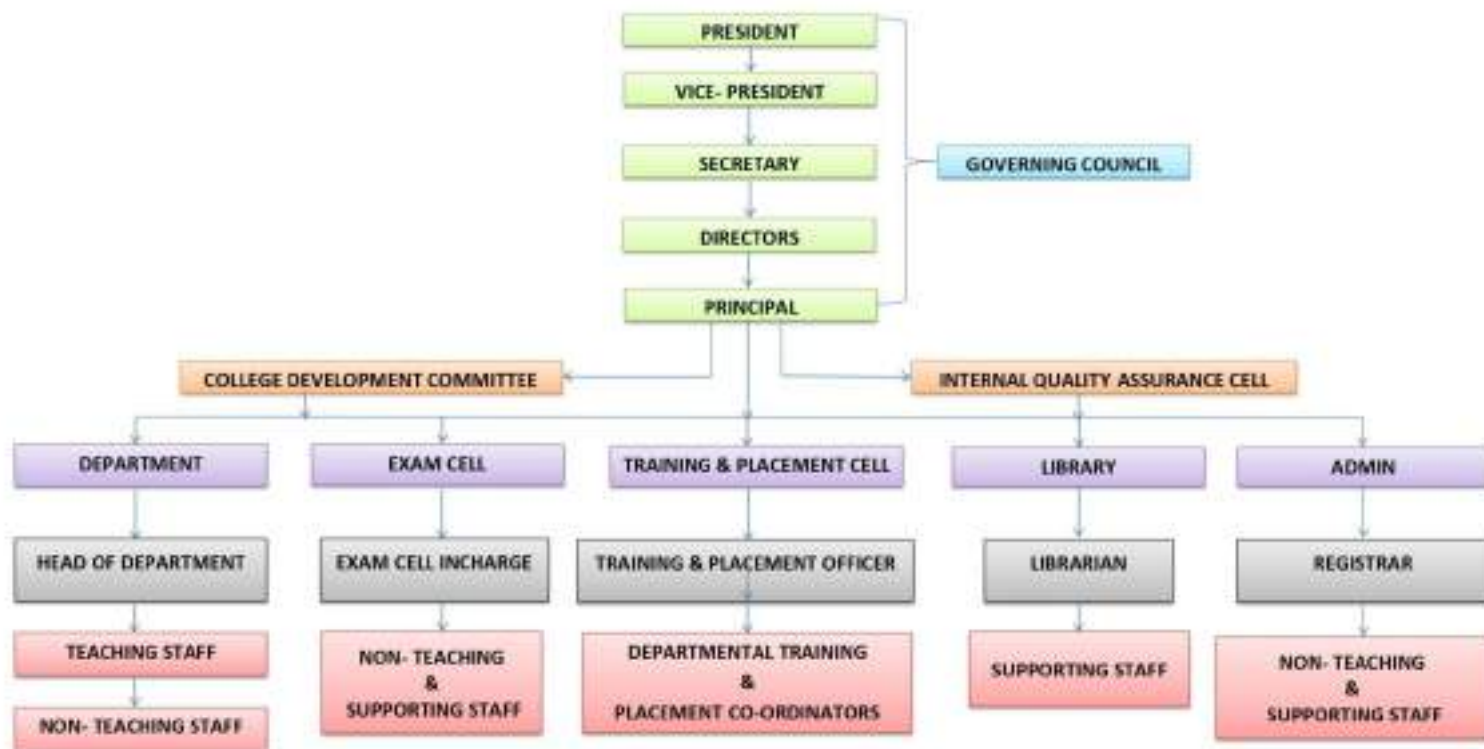 PRESIDENT
VICE- PRESIDENT
SECRETARY
GOVERNING COUNCIL
DIRECTORS
PRINCIPAL
COLLEGE DEVELOPMENT COMMITTEE
INTERNAL QUALITY ASSURANCE CELL
DEPARTMENT
EXAM CELL
TRAINING & PLACEMENT CELL
LIBRARY
ADMIN
HEAD OF DEPARTMENT
EXAM CELL INCHARGE
TRAINING & PLACEMENT OFFICER
LIBRARIAN
REGISTRAR
TEACHING STAFF
NON- TEACHING STAFF
NON- TEACHING
&
SUPPORTING STAFF
DEPARTMENTAL TRAINING
&
PLACEMENT CO-ORDINATORS
SUPPORTING STAFF
NON- TEACHING
&
SUPPORTING STAFF